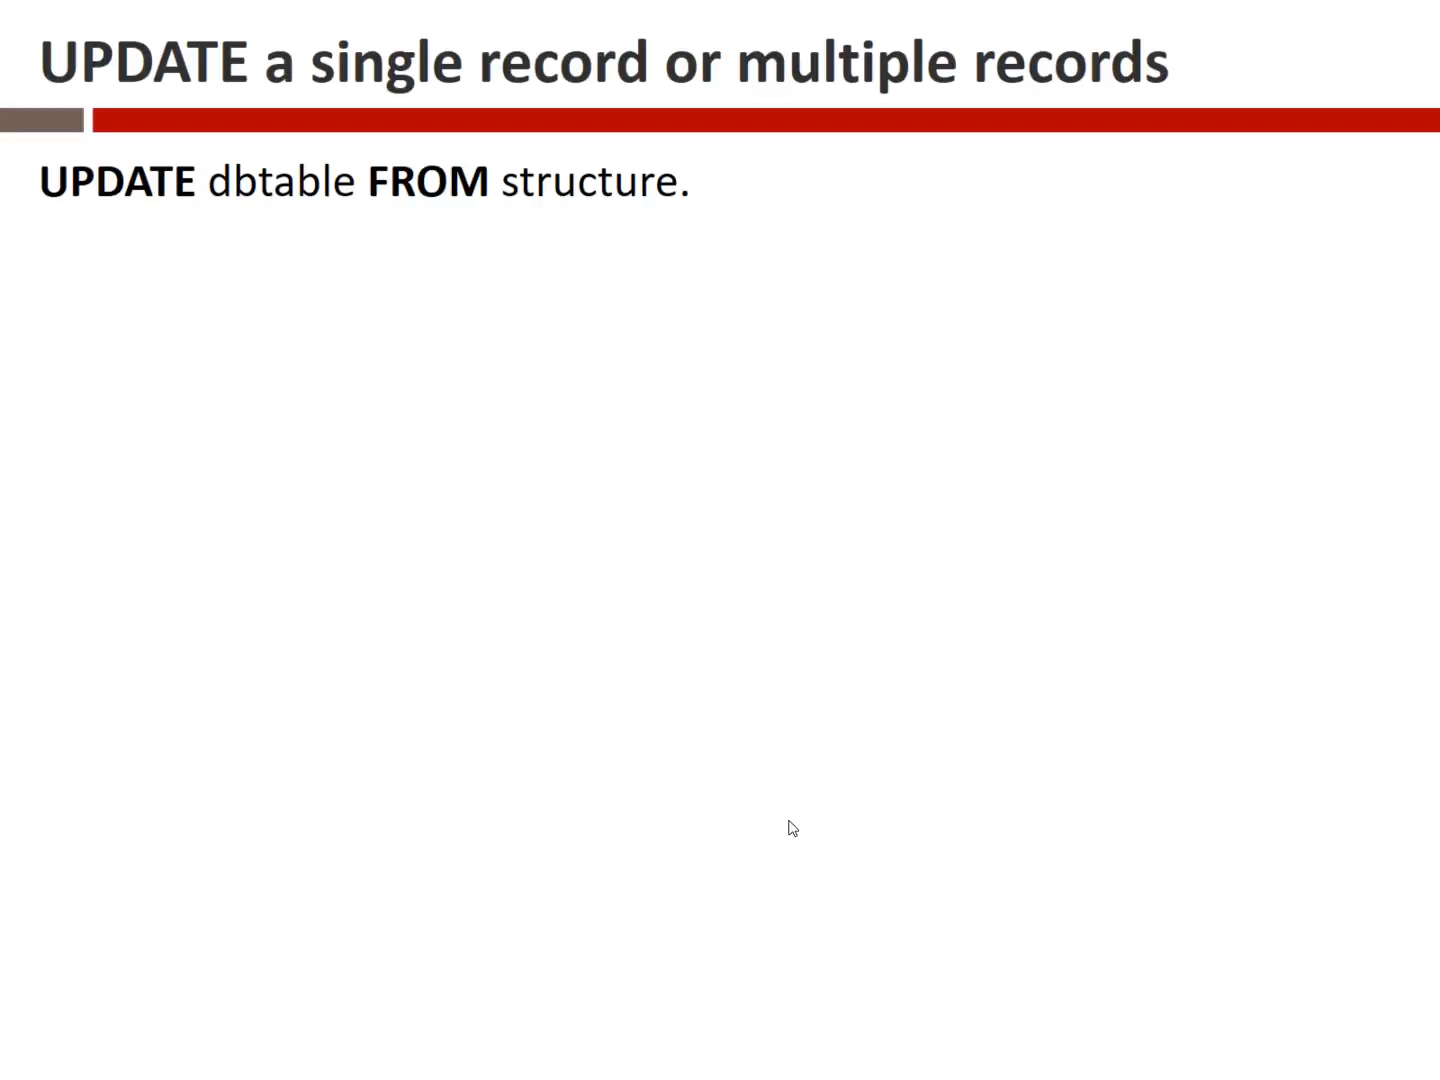 UPDATE a single record or multiple records
UPDATE dbtable FROM structure.